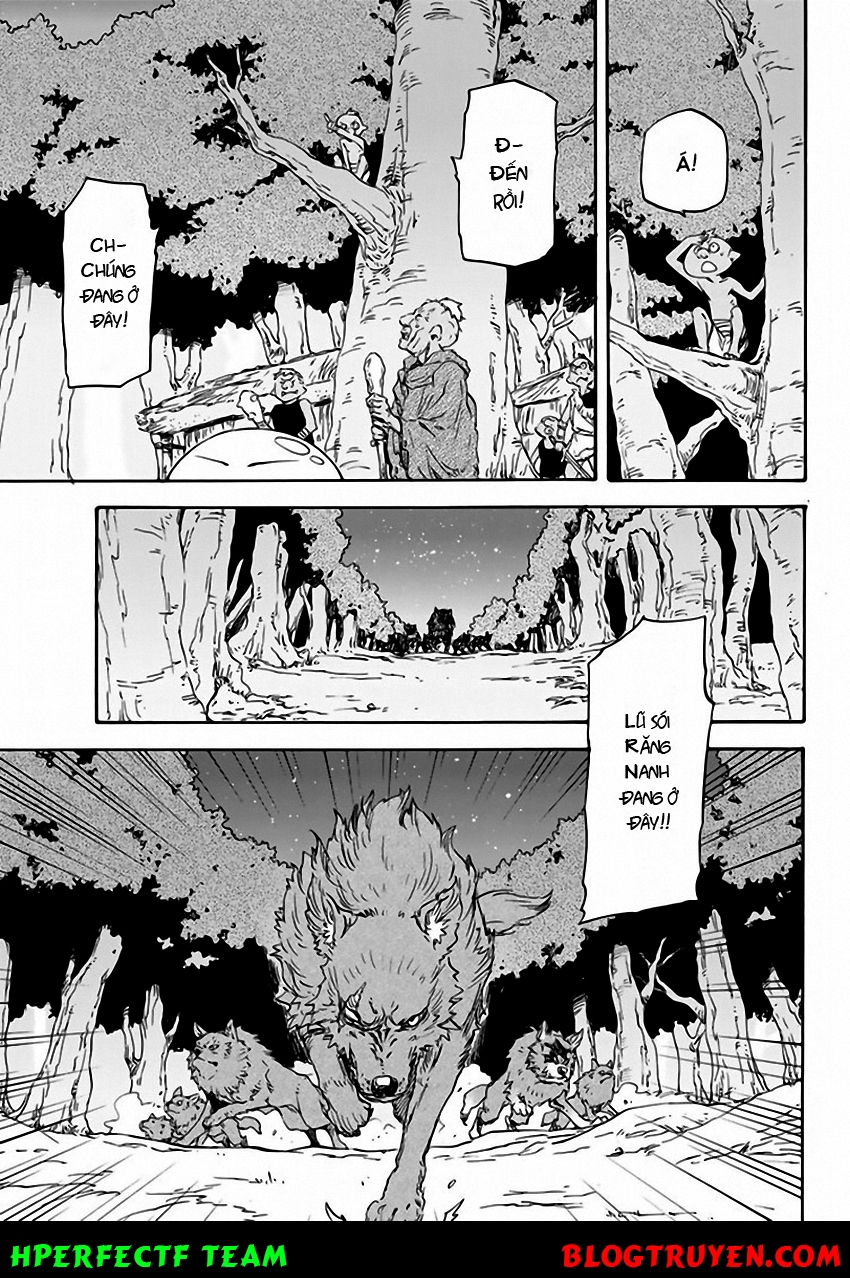 Á!
Đ-
ĐẾN
RỒI!
CH-
CHÚNG
ĐANG Ở
ĐÂY!
LŨ SÓI
RĂNG
NANH
ĐANG Ở
ĐÂY!!
HPERFECTF TEAM
BLOGTRUYEN.COM